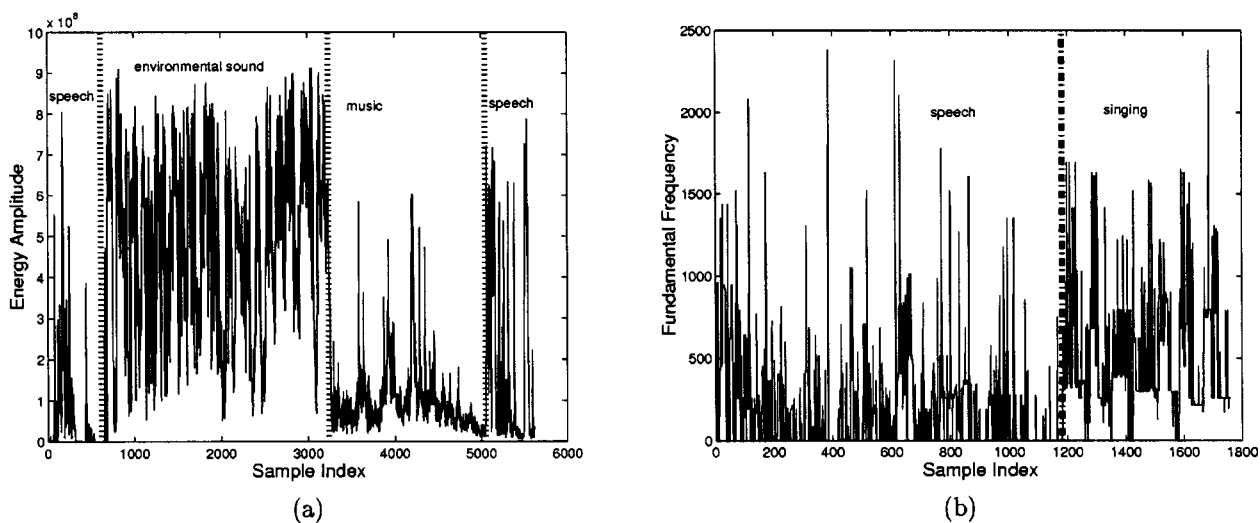 × 10⁸
10
9
8
7
6
5
4
3
2
1
0
Energy Amplitude
speech
environmental sound
music
speech
0 1000 2000 3000 4000 5000 6000
Sample Index
(a)
2500
2000
1500
1000
500
0
Fundamental Frequency
speech
singing
0 200 400 600 800 1000 1200 1400 1600 1800
Sample Index
(b)